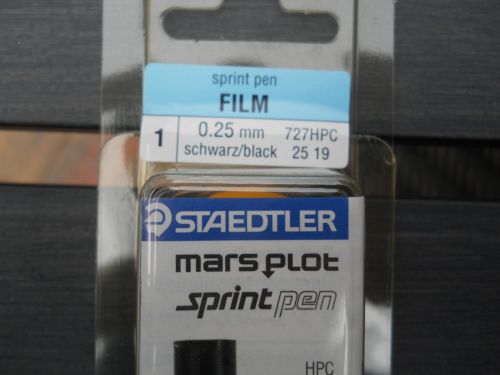 sprint pen
FILM
1 0.25 mm 727HPC
schwarz/black 25 19
STAEDTLER
mars plot
sprint pen
HPC